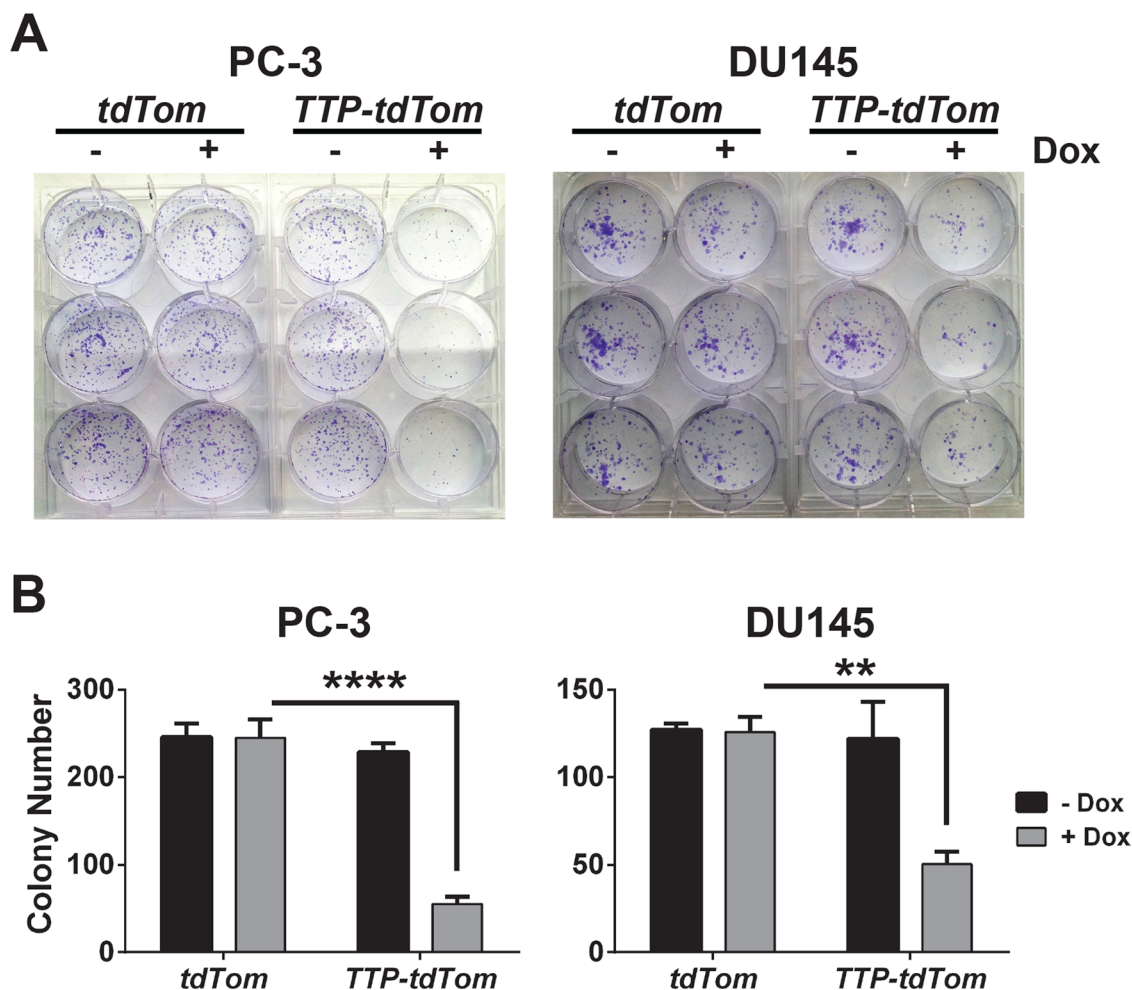 A
PC-3 DU145
tdTom TTP-tdTom tdTom TTP-tdTom
- + - + - + - + Dox
B
PC-3 DU145
**** **
Colony Number
300
200
100
0
tdTom TTP-tdTom
150
100
50
0
tdTom TTP-tdTom
- Dox
+ Dox